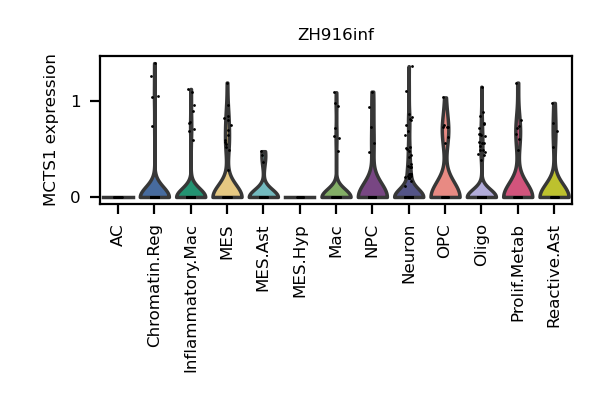 ZH916inf
MCTS1 expression
1
0
AC
Chromatin.Reg
Inflammatory.Mac
MES
MES.Ast
MES.Hyp
Mac
NPC
Neuron
OPC
Oligo
Prolif.Metab
Reactive.Ast